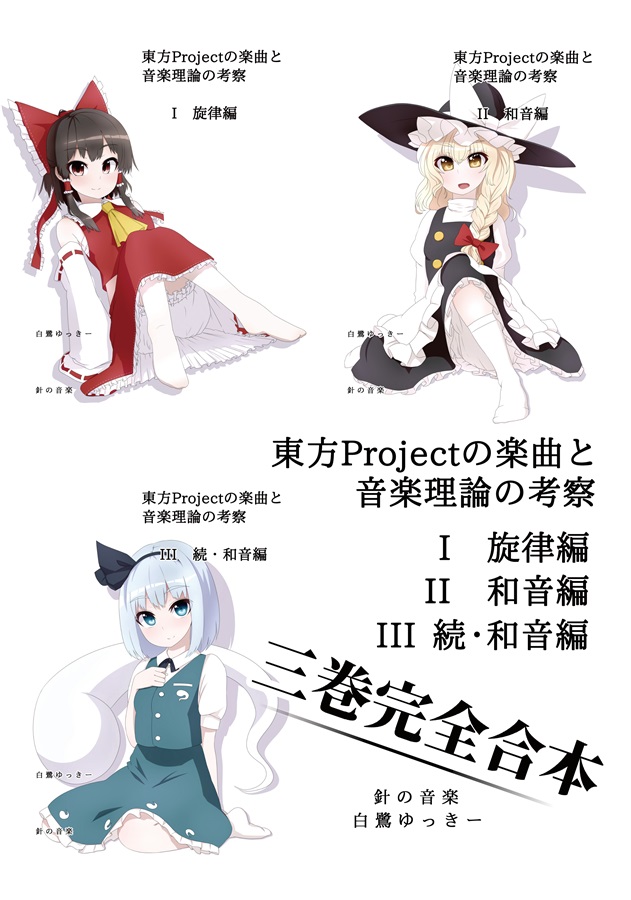 東方Projectの楽曲と
音楽理論の考察
I 旋律編
白鷺ゆっきー
針の音楽
東方Projectの楽曲と
音楽理論の考察
II 和音編
白鷺ゆっきー
針の音楽
東方Projectの楽曲と
音楽理論の考察
I 旋律編
II 和音編
III 続・和音編
三巻完全合本
針の音楽
白鷺ゆっきー
東方Projectの楽曲と
音楽理論の考察
III 続・和音編
白鷺ゆっきー
針の音楽